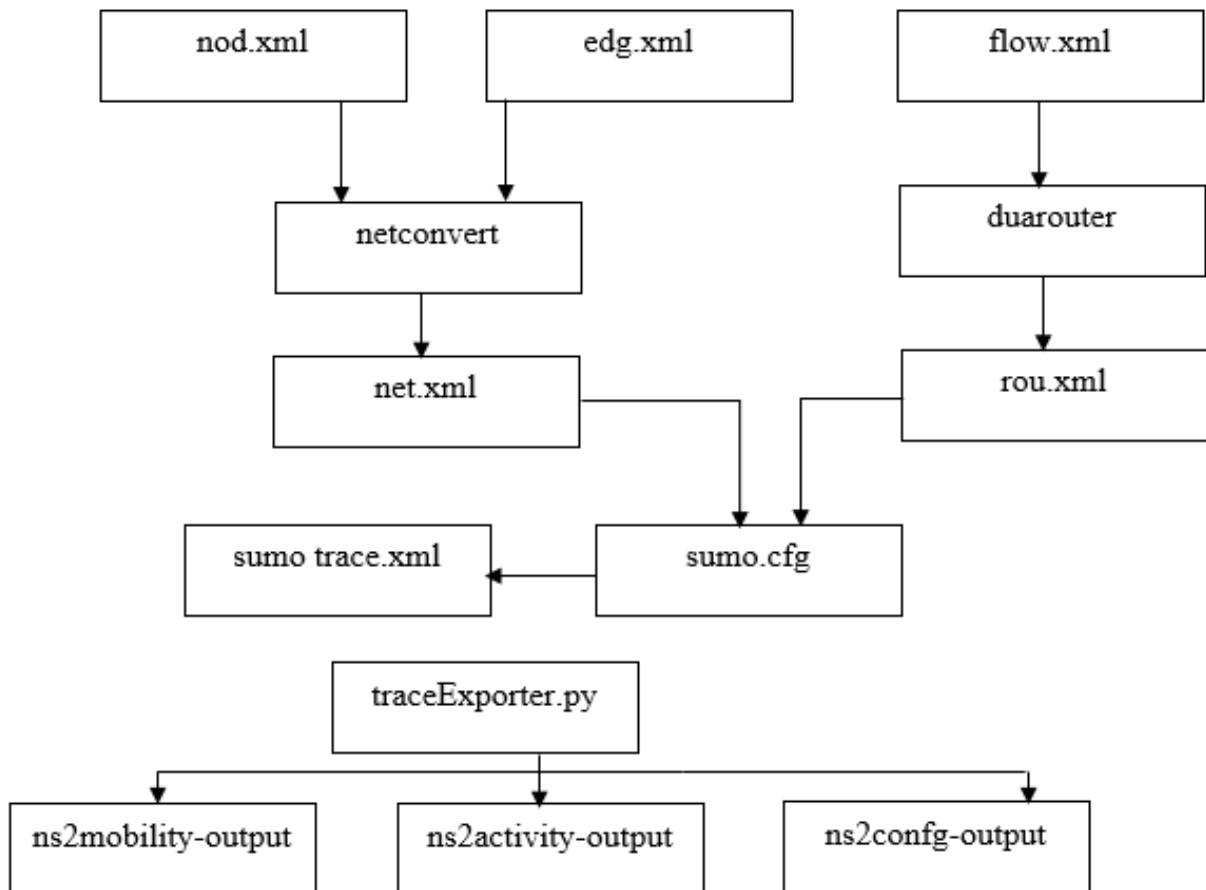 nod.xml
edg.xml
flow.xml
netconvert
duarouter
net.xml
rou.xml
sumo trace.xml
sumo.cfg
traceExporter.py
ns2mobility-output
ns2activity-output
ns2confg-output